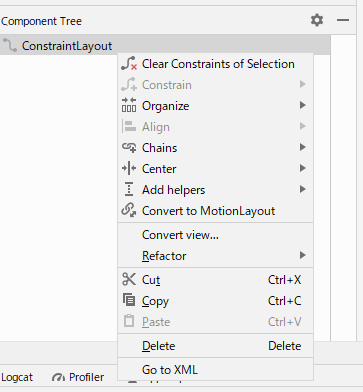 Component Tree
ConstraintLayout
Clear Constraints of Selection
Constrain
Organize
Align
Chains
Center
Add helpers
Convert to MotionLayout
Convert view...
Refactor
Cut Ctrl+X
Copy Ctrl+C
Paste Ctrl+V
Delete Delete
Go to XML
Logcat Profiler